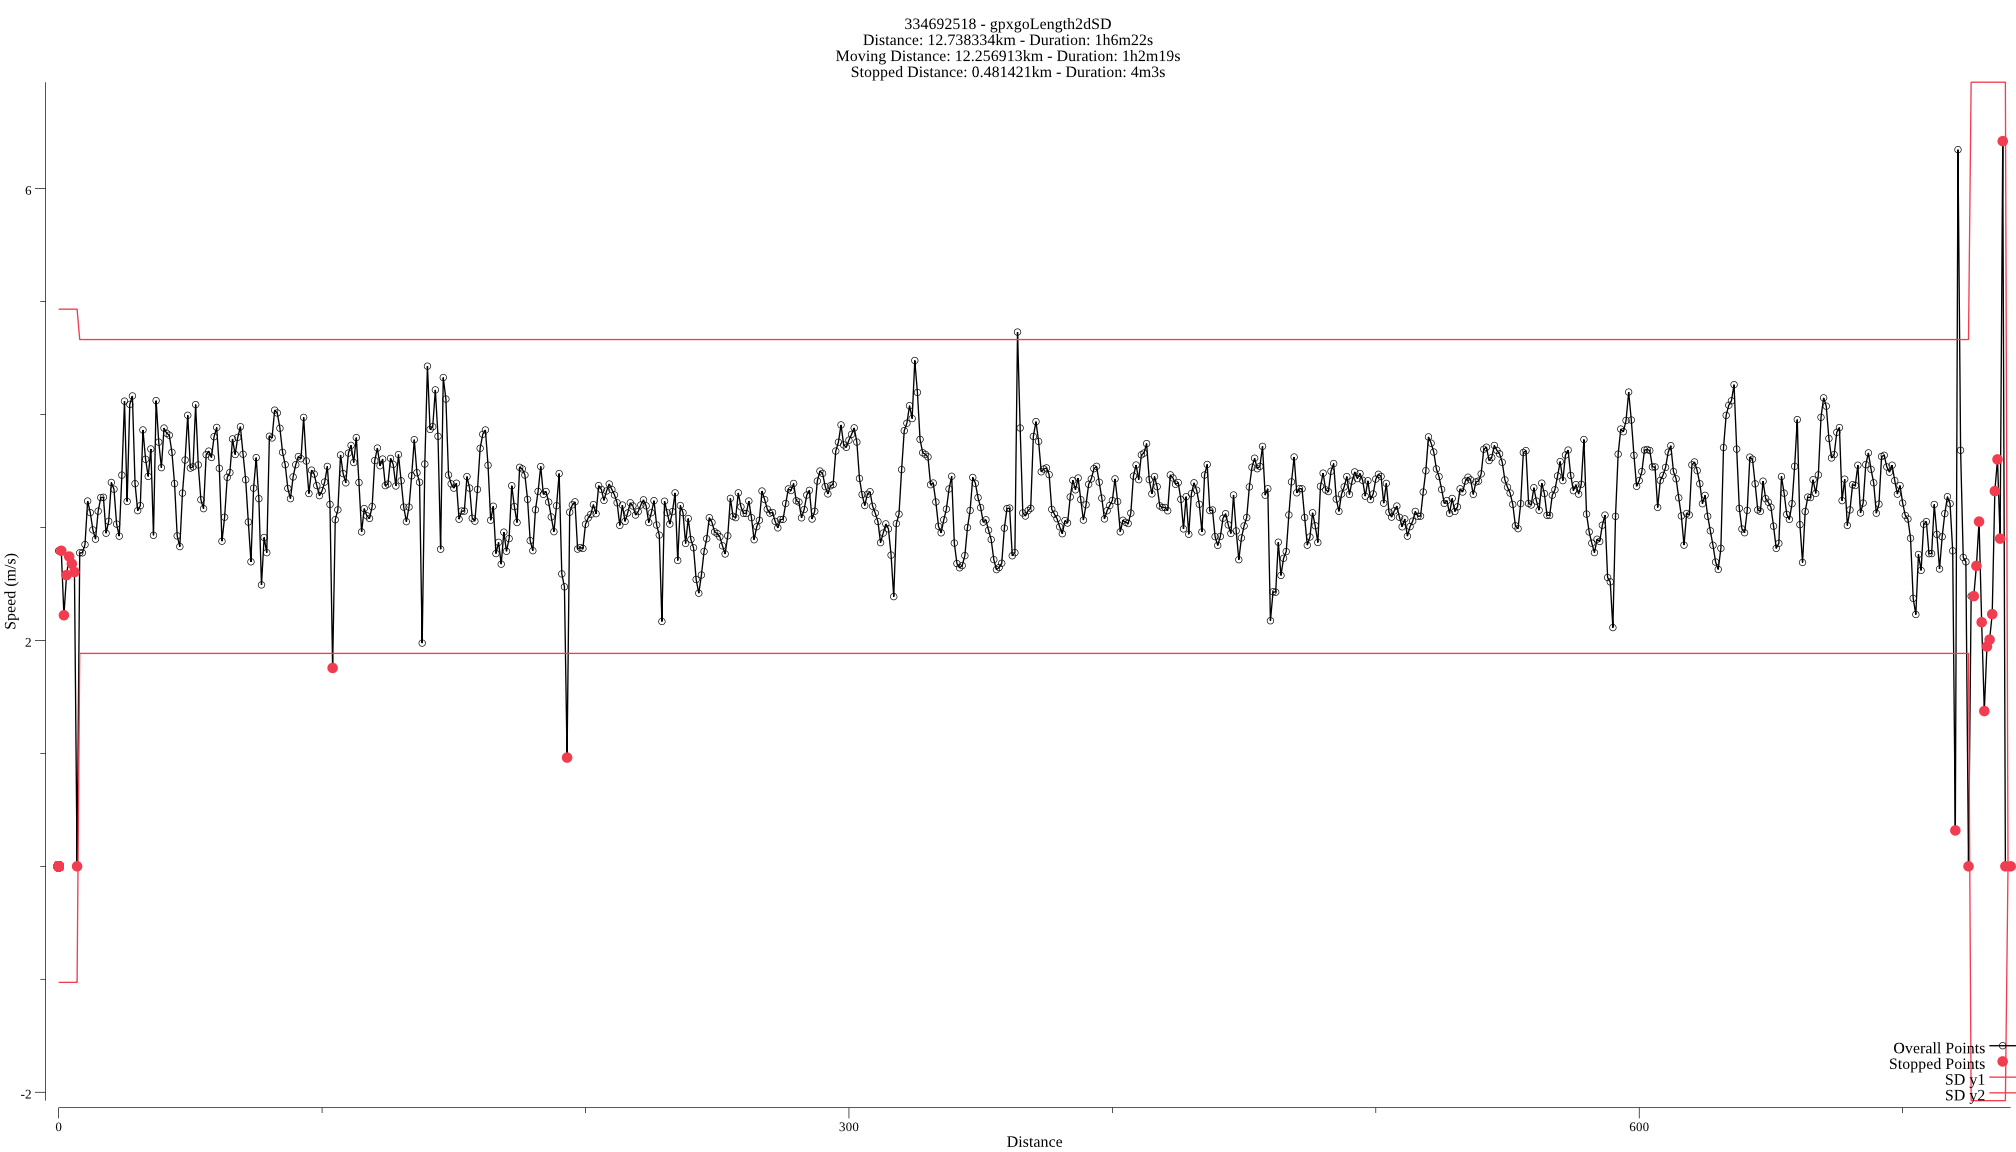 334692518 - gpxgoLength2dSD
Distance: 12.738334km - Duration: 1h6m22s
Moving Distance: 12.256913km - Duration: 1h2m19s
Stopped Distance: 0.481421km - Duration: 4m3s
6
Speed (m/s)
2
-2
Overall Points
Stopped Points
SD y1
SD y2
0
300
600
Distance